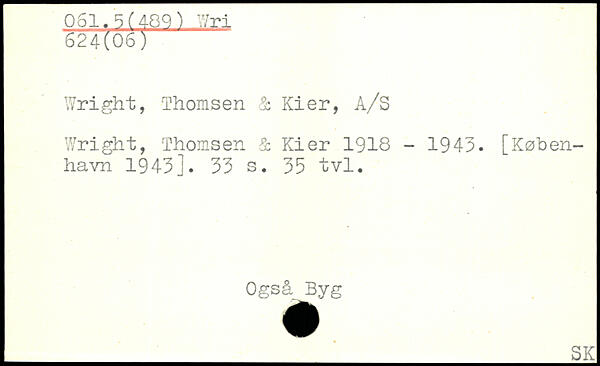 061.5(489) Wri
624(06)
Wright, Thomsen & Kier, A/S
Wright, Thomsen & Kier 1918 - 1943. [Køben-
havn 1943]. 33 s. 35 tvl.
Også Byg
SK